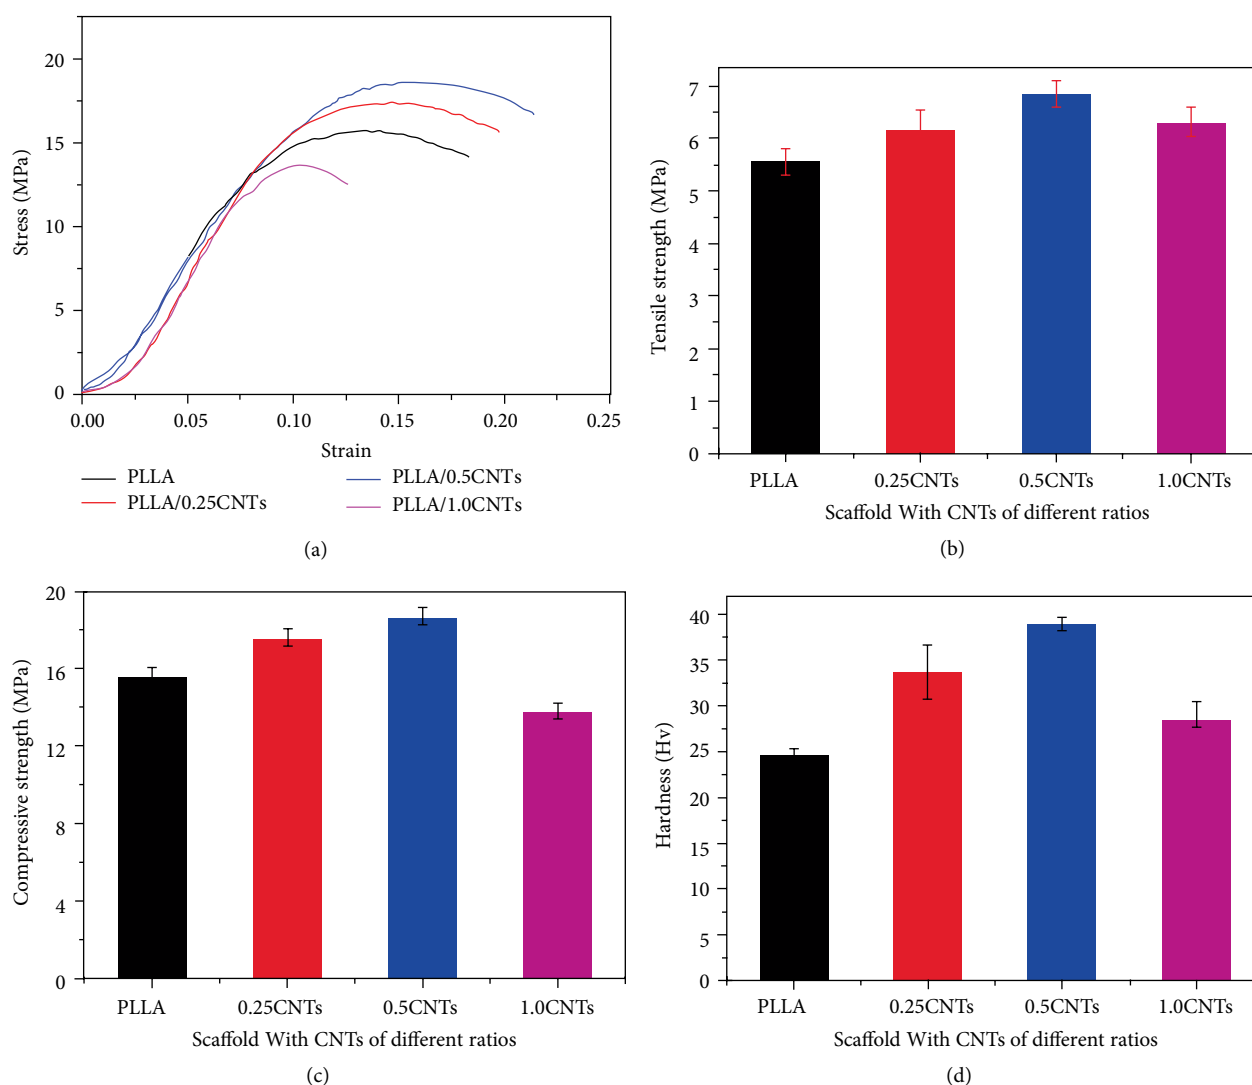 20
15
10
5
0
Stress (MPa)
0.00 0.05 0.10 0.15 0.20 0.25
Strain
PLLA
PLLA/0.25CNTs
PLLA/0.5CNTs
PLLA/1.0CNTs
(a)
7
6
5
4
3
2
1
0
Tensile strength (MPa)
PLLA 0.25CNTs 0.5CNTs 1.0CNTs
Scaffold With CNTs of different ratios
(b)
20
16
12
8
4
0
Compressive strength (MPa)
PLLA 0.25CNTs 0.5CNTs 1.0CNTs
Scaffold With CNTs of different ratios
(c)
40
35
30
25
20
15
10
5
0
Hardness (Hv)
PLLA 0.25CNTs 0.5CNTs 1.0CNTs
Scaffold With CNTs of different ratios
(d)